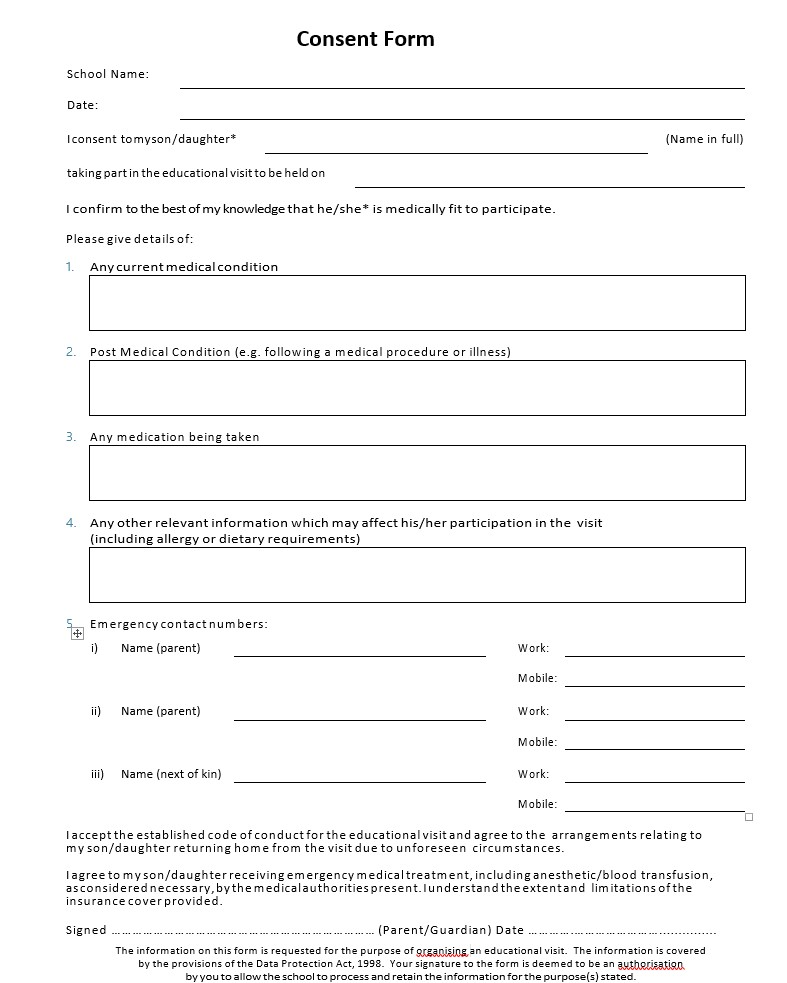 Consent Form
School Name:
Date:
I consent to my son/daughter* (Name in full)
taking part in the educational visit to be held on
I confirm to the best of my knowledge that he/she* is medically fit to participate.
Please give details of:
1. Any current medical condition
2. Post Medical Condition (e.g. following a medical procedure or illness)
3. Any medication being taken
4. Any other relevant information which may affect his/her participation in the visit
(including allergy or dietary requirements)
5. Emergency contact numbers:
i) Name (parent) Work:
Mobile:
ii) Name (parent) Work:
Mobile:
iii) Name (next of kin) Work:
Mobile:
I accept the established code of conduct for the educational visit and agree to the arrangements relating to
my son/daughter returning home from the visit due to unforeseen circumstances.
I agree to my son/daughter receiving emergency medical treatment, including anesthetic/blood transfusion,
as considered necessary, by the medical authorities present. I understand the extent and limitations of the
insurance cover provided.
Signed ………………………………………………………………… (Parent/Guardian) Date ……………………………................
The information on this form is requested for the purpose of organising an educational visit. The information is covered
by the provisions of the Data Protection Act, 1998. Your signature to the form is deemed to be an authorisation
by you to allow the school to process and retain the information for the purpose(s) stated.